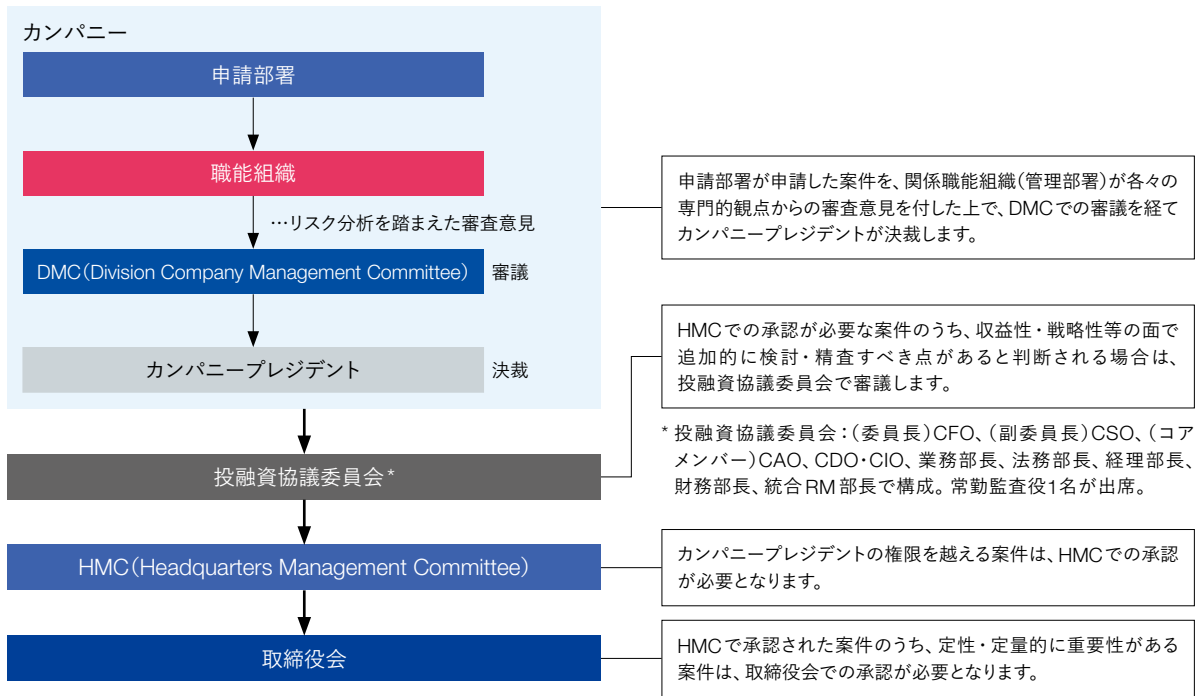 カンパニー
申請部署
職能組織
…リスク分析を踏まえた審査意見
DMC(Division Company Management Committee) 審議
カンパニープレジデント 決裁
投融資協議委員会*
HMC(Headquarters Management Committee)
取締役会
申請部署が申請した案件を、関係職能組織(管理部署)が各々の
専門的観点からの審査意見を付した上で、DMCでの審議を経て
カンパニープレジデントが決裁します。
HMCでの承認が必要な案件のうち、収益性・戦略性等の面で
追加的に検討・精査すべき点があると判断される場合は、
投融資協議委員会で審議します。
* 投融資協議委員会:(委員長)CFO、(副委員長)CSO、(コア
メンバー)CAO、CDO・CIO、業務部長、法務部長、経理部長、
財務部長、統合RM部長で構成。常勤監査役1名が出席。
カンパニープレジデントの権限を越える案件は、HMCでの承認
が必要となります。
HMCで承認された案件のうち、定性・定量的に重要性がある
案件は、取締役会での承認が必要となります。